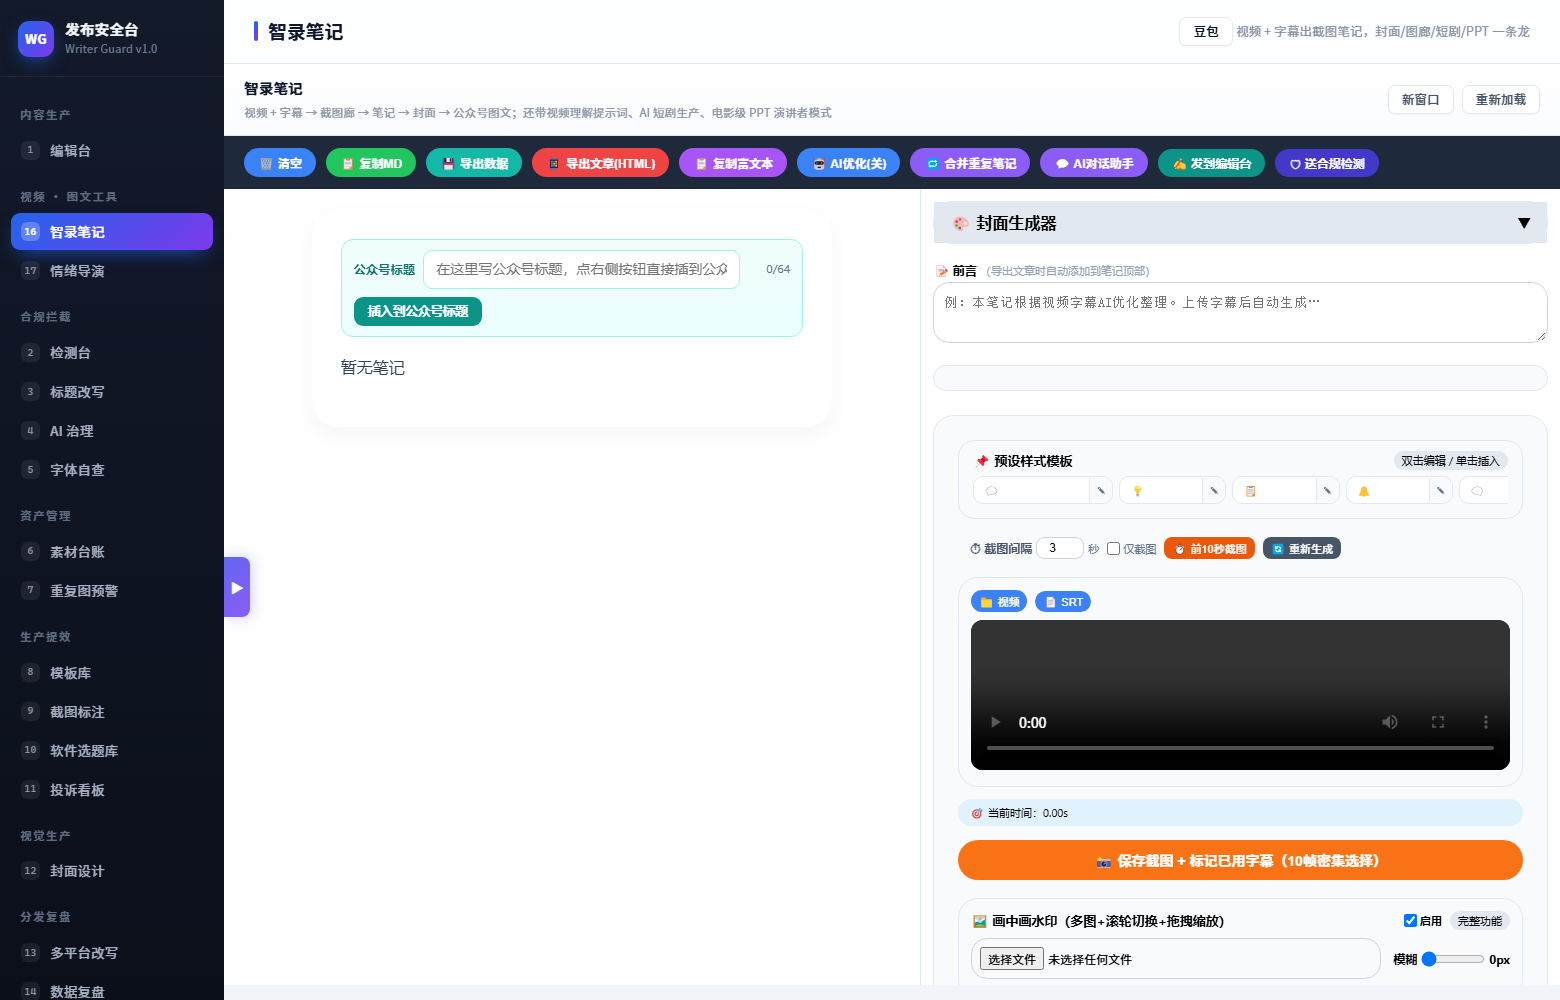 WG
发布安全台
Writer Guard v1.0
内容生产
1 编辑台
视频 · 图文工具
16 智录笔记
17 情绪导演
合规拦截
2 检测台
3 标题改写
4 AI 治理
5 字体自查
资产管理
6 素材台账
7 重复图预警
生产提效
8 模板库
9 截图标注
10 软件选题库
11 投诉看板
视觉生产
12 封面设计
分发复盘
13 多平台改写
14 数据复盘
智录笔记
豆包 视频 + 字幕出截图笔记，封面/图廊/短剧/PPT 一条龙
智录笔记
视频 + 字幕 → 截图廊 → 笔记 → 封面 → 公众号图文；还带视频理解提示词、AI 短剧生产、电影级 PPT 演讲者模式
新窗口 重新加载
清空 复制MD 导出数据 导出文章(HTML) 复制富文本 AI优化(关) 合并重复笔记 AI对话助手 发到编辑台 送合规检测
公众号标题 在这里写公众号标题，点右侧按钮直接插到公众 0/64
插入到公众号标题
暂无笔记
封面生成器 ▼
前言 （导出文章时自动添加到笔记顶部）
例：本笔记根据视频字幕AI优化整理。上传字幕后自动生成…
预设样式模板 双击编辑 / 单击插入
截图间隔 3 秒 仅截图 前10秒截图 重新生成
视频 SRT
0:00
当前时间：0.00s
保存截图 + 标记已用字幕（10帧密集选择）
画中画水印（多图+滚轮切换+拖拽缩放） 启用 完整功能
选择文件 未选择任何文件 模糊 0px